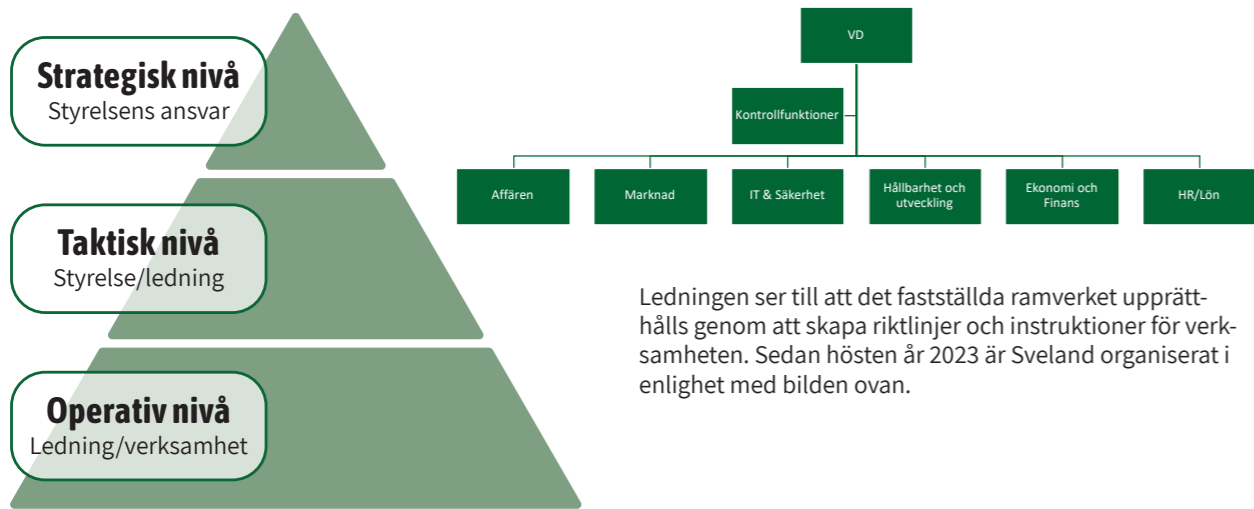 Strategisk nivå
Styrelsens ansvar
Taktisk nivå
Styrelse/ledning
Operativ nivå
Ledning/verksamhet
VD
Kontrollfunktioner
Affären
Marknad
IT & Säkerhet
Hållbarhet och
utveckling
Ekonomi och
Finans
HR/Lön
Ledningen ser till att det fastställda ramverket upprätt-
hålls genom att skapa riktlinjer och instruktioner för verk-
samheten. Sedan hösten år 2023 är Sveland organiserat i
enlighet med bilden ovan.